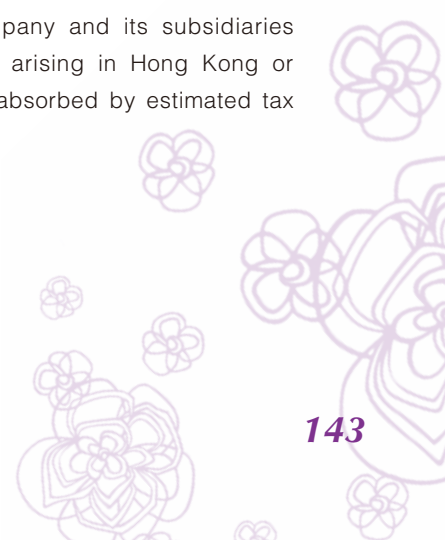 pany and its subsidiaries
arising in Hong Kong or
absorbed by estimated tax
143